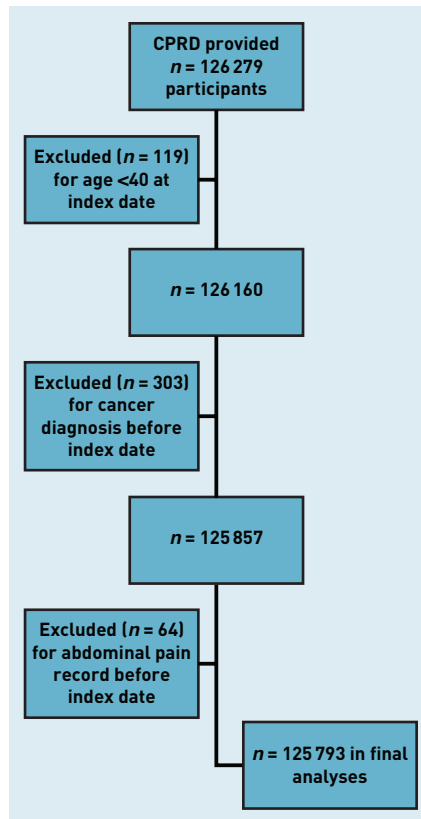 CPRD provided
n = 126 279
participants
Excluded (n = 119)
for age <40 at
index date
n = 126 160
Excluded (n = 303)
for cancer
diagnosis before
index date
n = 125 857
Excluded (n = 64)
for abdominal pain
record before
index date
n = 125 793 in final
analyses